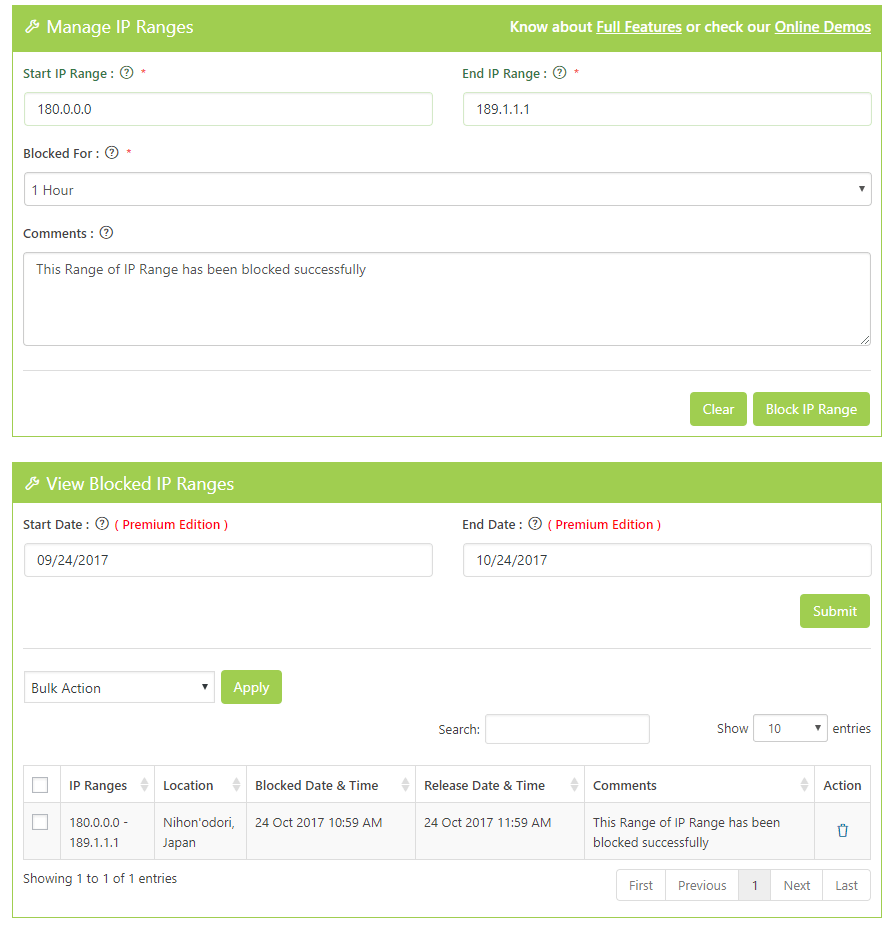 Manage IP Ranges Know about Full Features or check our Online Demos
Start IP Range : * End IP Range : *
180.0.0.0 189.1.1.1
Blocked For : *
1 Hour
Comments :
This Range of IP Range has been blocked successfully
Clear Block IP Range
View Blocked IP Ranges
Start Date : ( Premium Edition ) End Date : ( Premium Edition )
09/24/2017 10/24/2017
Submit
Bulk Action Apply
Search: Show 10 entries
IP Ranges Location Blocked Date & Time Release Date & Time Comments Action
180.0.0.0 - Nihon'odori, 24 Oct 2017 10:59 AM 24 Oct 2017 11:59 AM This Range of IP Range has been
189.1.1.1 Japan blocked successfully
Showing 1 to 1 of 1 entries
First Previous 1 Next Last